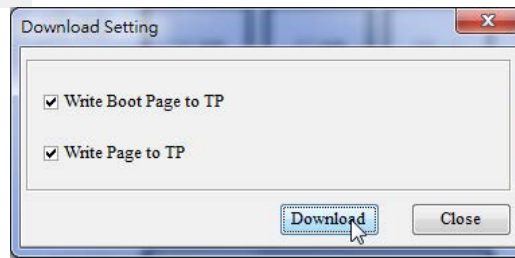 Download Setting
Write Boot Page to TP
Write Page to TP
Download Close